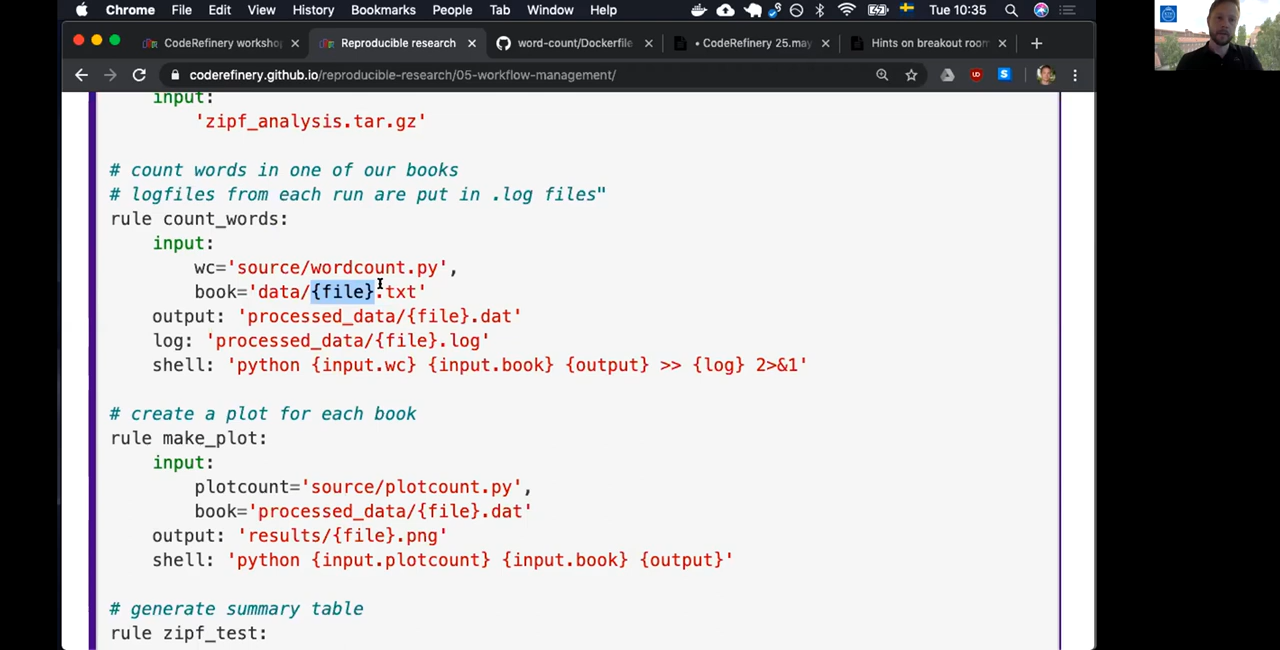 Chrome File Edit View History Bookmarks People Tab Window Help Tue 10:35
CodeRefinery workshop Reproducible research word-count/Dockerfile • CodeRefinery 25.may Hints on breakout room
coderefinery.github.io/reproducible-research/05-workflow-management/
input:
'zipf_analysis.tar.gz'
# count words in one of our books
# logfiles from each run are put in .log files"
rule count_words:
input:
wc='source/wordcount.py',
book='data/{file}.txt'
output: 'processed_data/{file}.dat'
log: 'processed_data/{file}.log'
shell: 'python {input.wc} {input.book} {output} >> {log} 2>&1'
# create a plot for each book
rule make_plot:
input:
plotcount='source/plotcount.py',
book='processed_data/{file}.dat'
output: 'results/{file}.png'
shell: 'python {input.plotcount} {input.book} {output}'
# generate summary table
rule zipf_test: